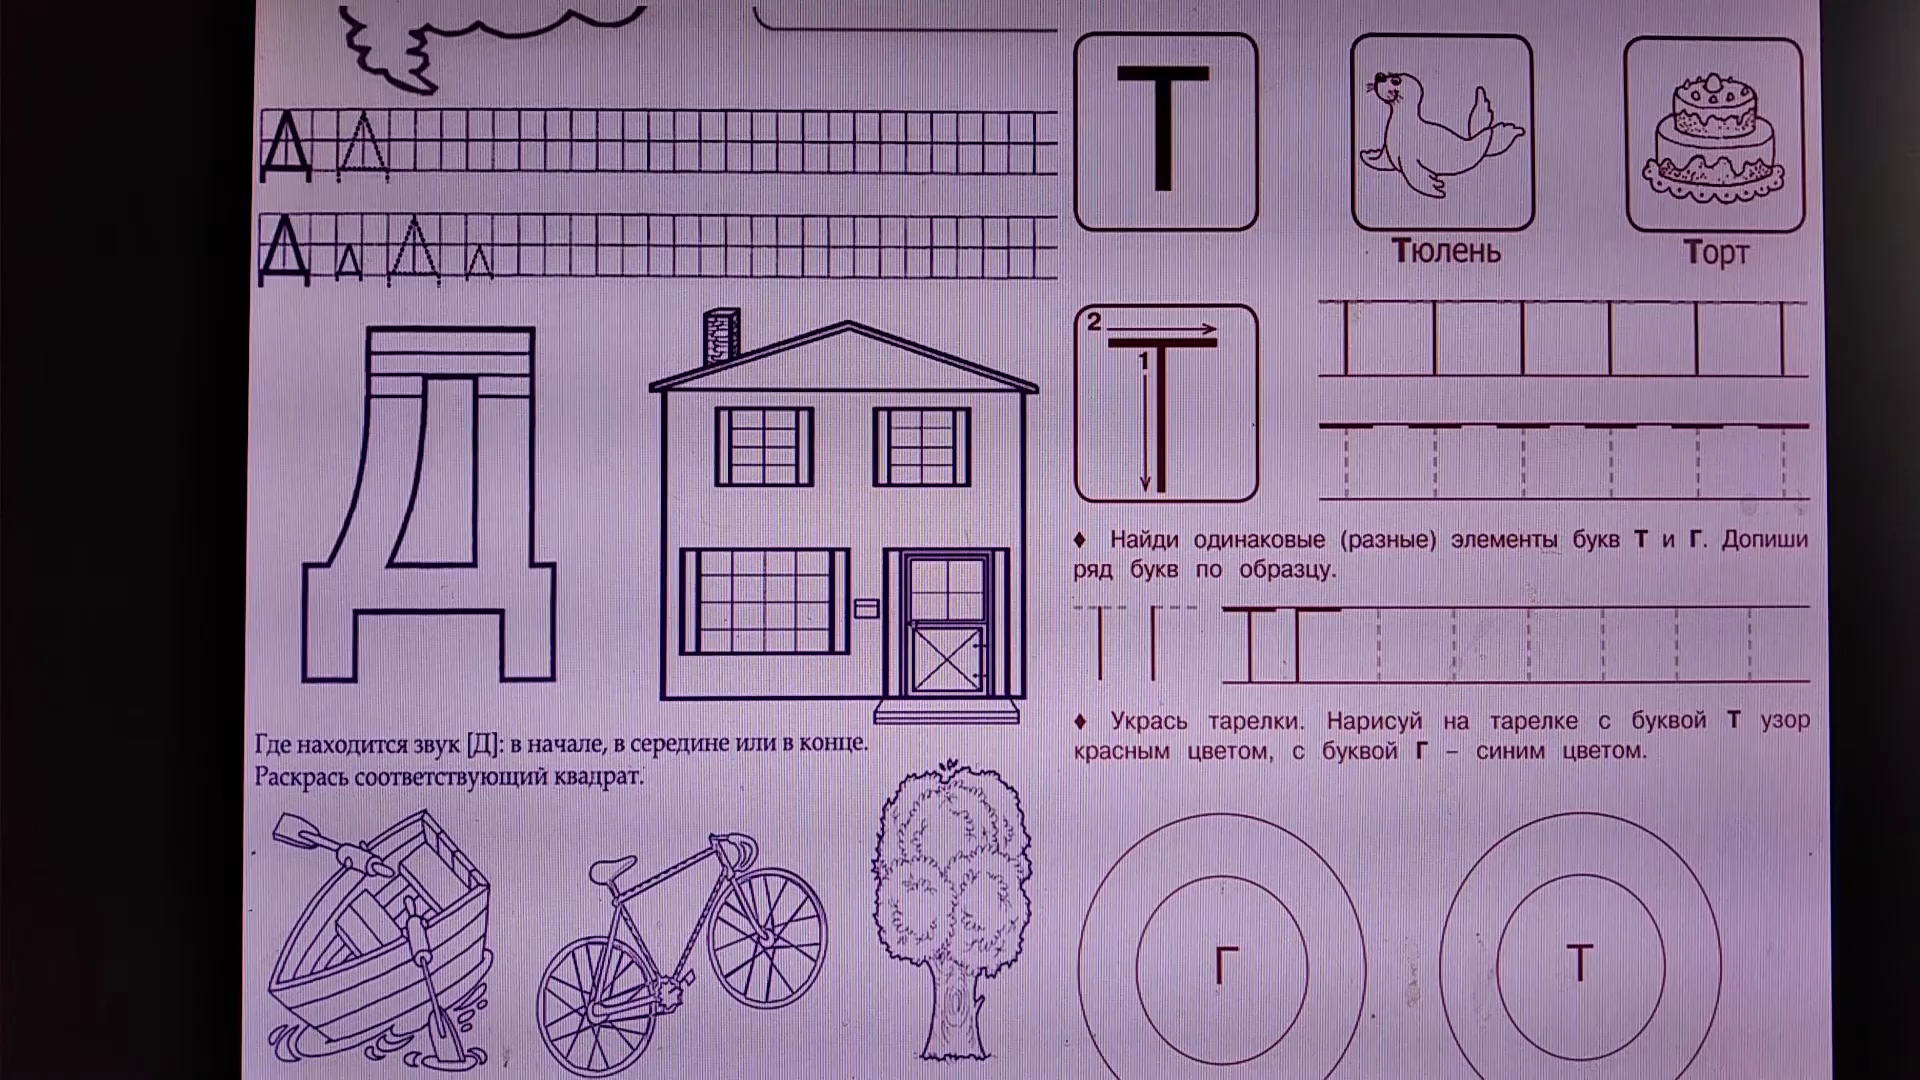 Д Д
Д д Д д
Д
Где находится звук [Д]: в начале, в середине или в конце.
Раскрась соответствующий квадрат.
Т
Тюлень
Торт
2
1
Т
♦ Найди одинаковые (разные) элементы букв Т и Г. Допиши
ряд букв по образцу.
Т Г Т Г
♦ Укрась тарелки. Нарисуй на тарелке с буквой Т узор
красным цветом, с буквой Г – синим цветом.
Г
Т